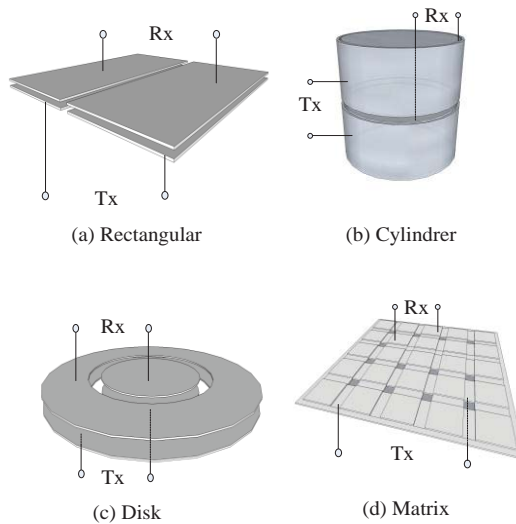 Rx
Tx
(a) Rectangular
Rx
Tx
(b) Cylindrer
Rx
Tx
(c) Disk
Rx
Tx
(d) Matrix